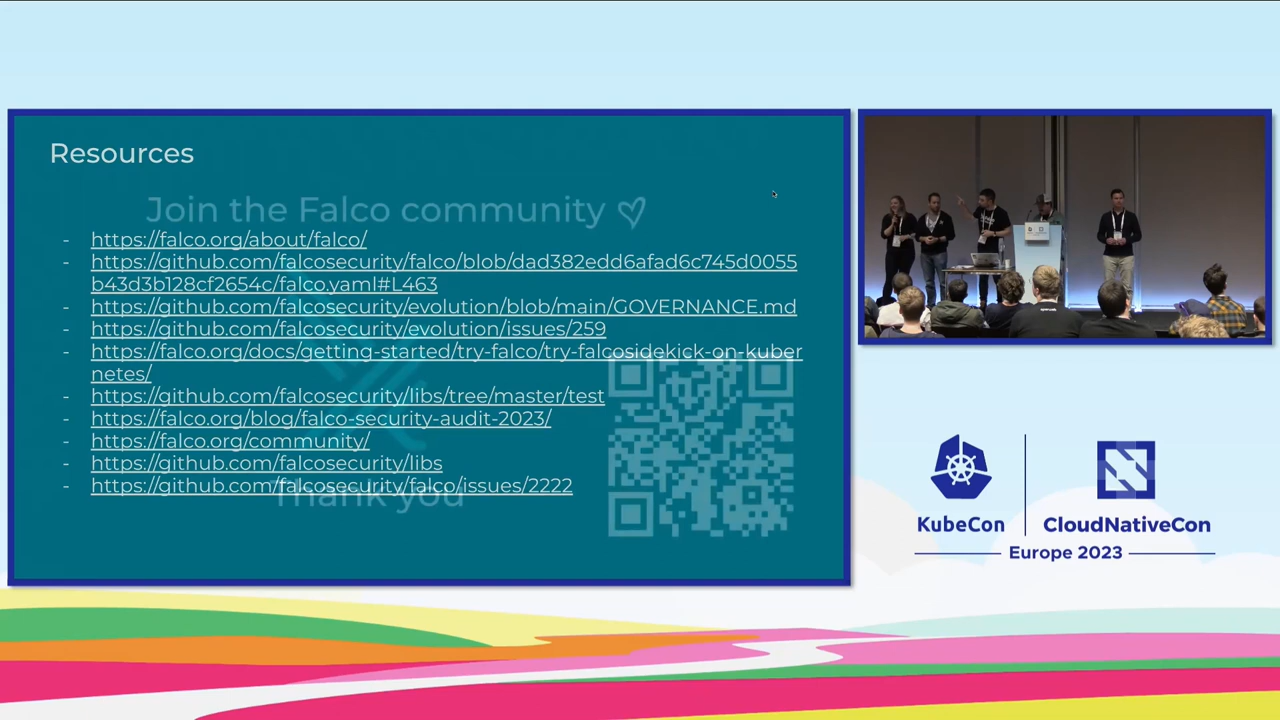 Resources
Join the Falco community
- https://falco.org/about/falco/
- https://github.com/falcosecurity/falco/blob/dad382edd6afad6c745d0055
b43d3b128cf2654c/falco.yaml#L463
- https://github.com/falcosecurity/evolution/blob/main/GOVERNANCE.md
- https://github.com/falcosecurity/evolution/issues/259
- https://falco.org/docs/getting-started/try-falco/try-falcosidekick-on-kuber
netes/
- https://github.com/falcosecurity/libs/tree/master/test
- https://falco.org/blog/falco-security-audit-2023/
- https://falco.org/community/
- https://github.com/falcosecurity/libs
- https://github.com/falcosecurity/falco/issues/2222
Thank you
KubeCon
CloudNativeCon
Europe 2023